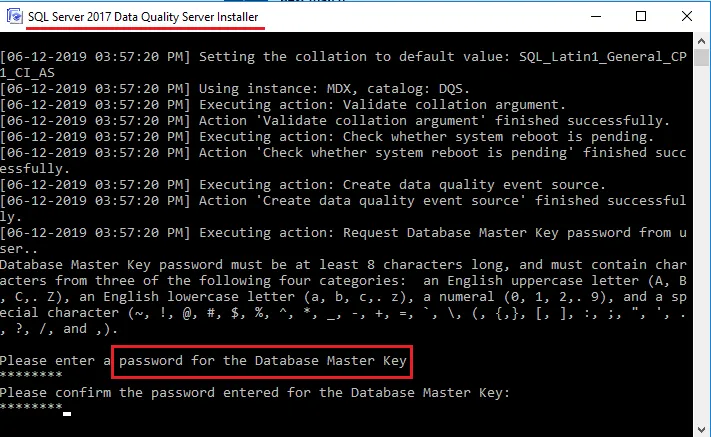 SQL Server 2017 Data Quality Server Installer
[06-12-2019 03:57:20 PM] Setting the collation to default value: SQL_Latin1_General_CP
1_CI_AS
[06-12-2019 03:57:20 PM] Using instance: MDX, catalog: DQS.
[06-12-2019 03:57:20 PM] Executing action: Validate collation argument.
[06-12-2019 03:57:20 PM] Action 'Validate collation argument' finished successfully.
[06-12-2019 03:57:20 PM] Executing action: Check whether system reboot is pending.
[06-12-2019 03:57:20 PM] Action 'Check whether system reboot is pending' finished succ
essfully.
[06-12-2019 03:57:20 PM] Executing action: Create data quality event source.
[06-12-2019 03:57:20 PM] Action 'Create data quality event source' finished successful
ly.
[06-12-2019 03:57:20 PM] Executing action: Request Database Master Key password from u
ser..
Database Master Key password must be at least 8 characters long, and must contain char
acters from three of the following four categories:  an English uppercase letter (A, B
, C,. Z), an English lowercase letter (a, b, c,. z), a numeral (0, 1, 2,. 9), and a sp
ecial character (~, !, @, #, $, %, ^, *, _, -, +, =, `, \, (, {,}, [, ], :, ;, ", ', .
, ?, /, and ,).
Please enter a password for the Database Master Key
********
Please confirm the password entered for the Database Master Key:
********